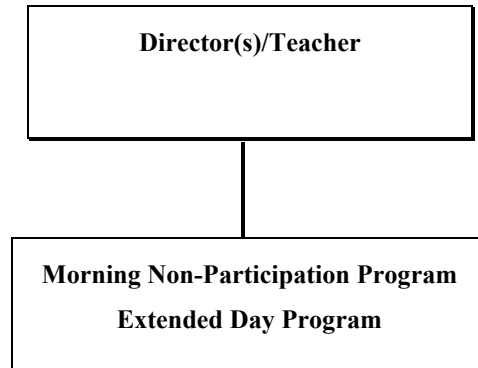 Director(s)/Teacher
Morning Non-Participation Program
Extended Day Program